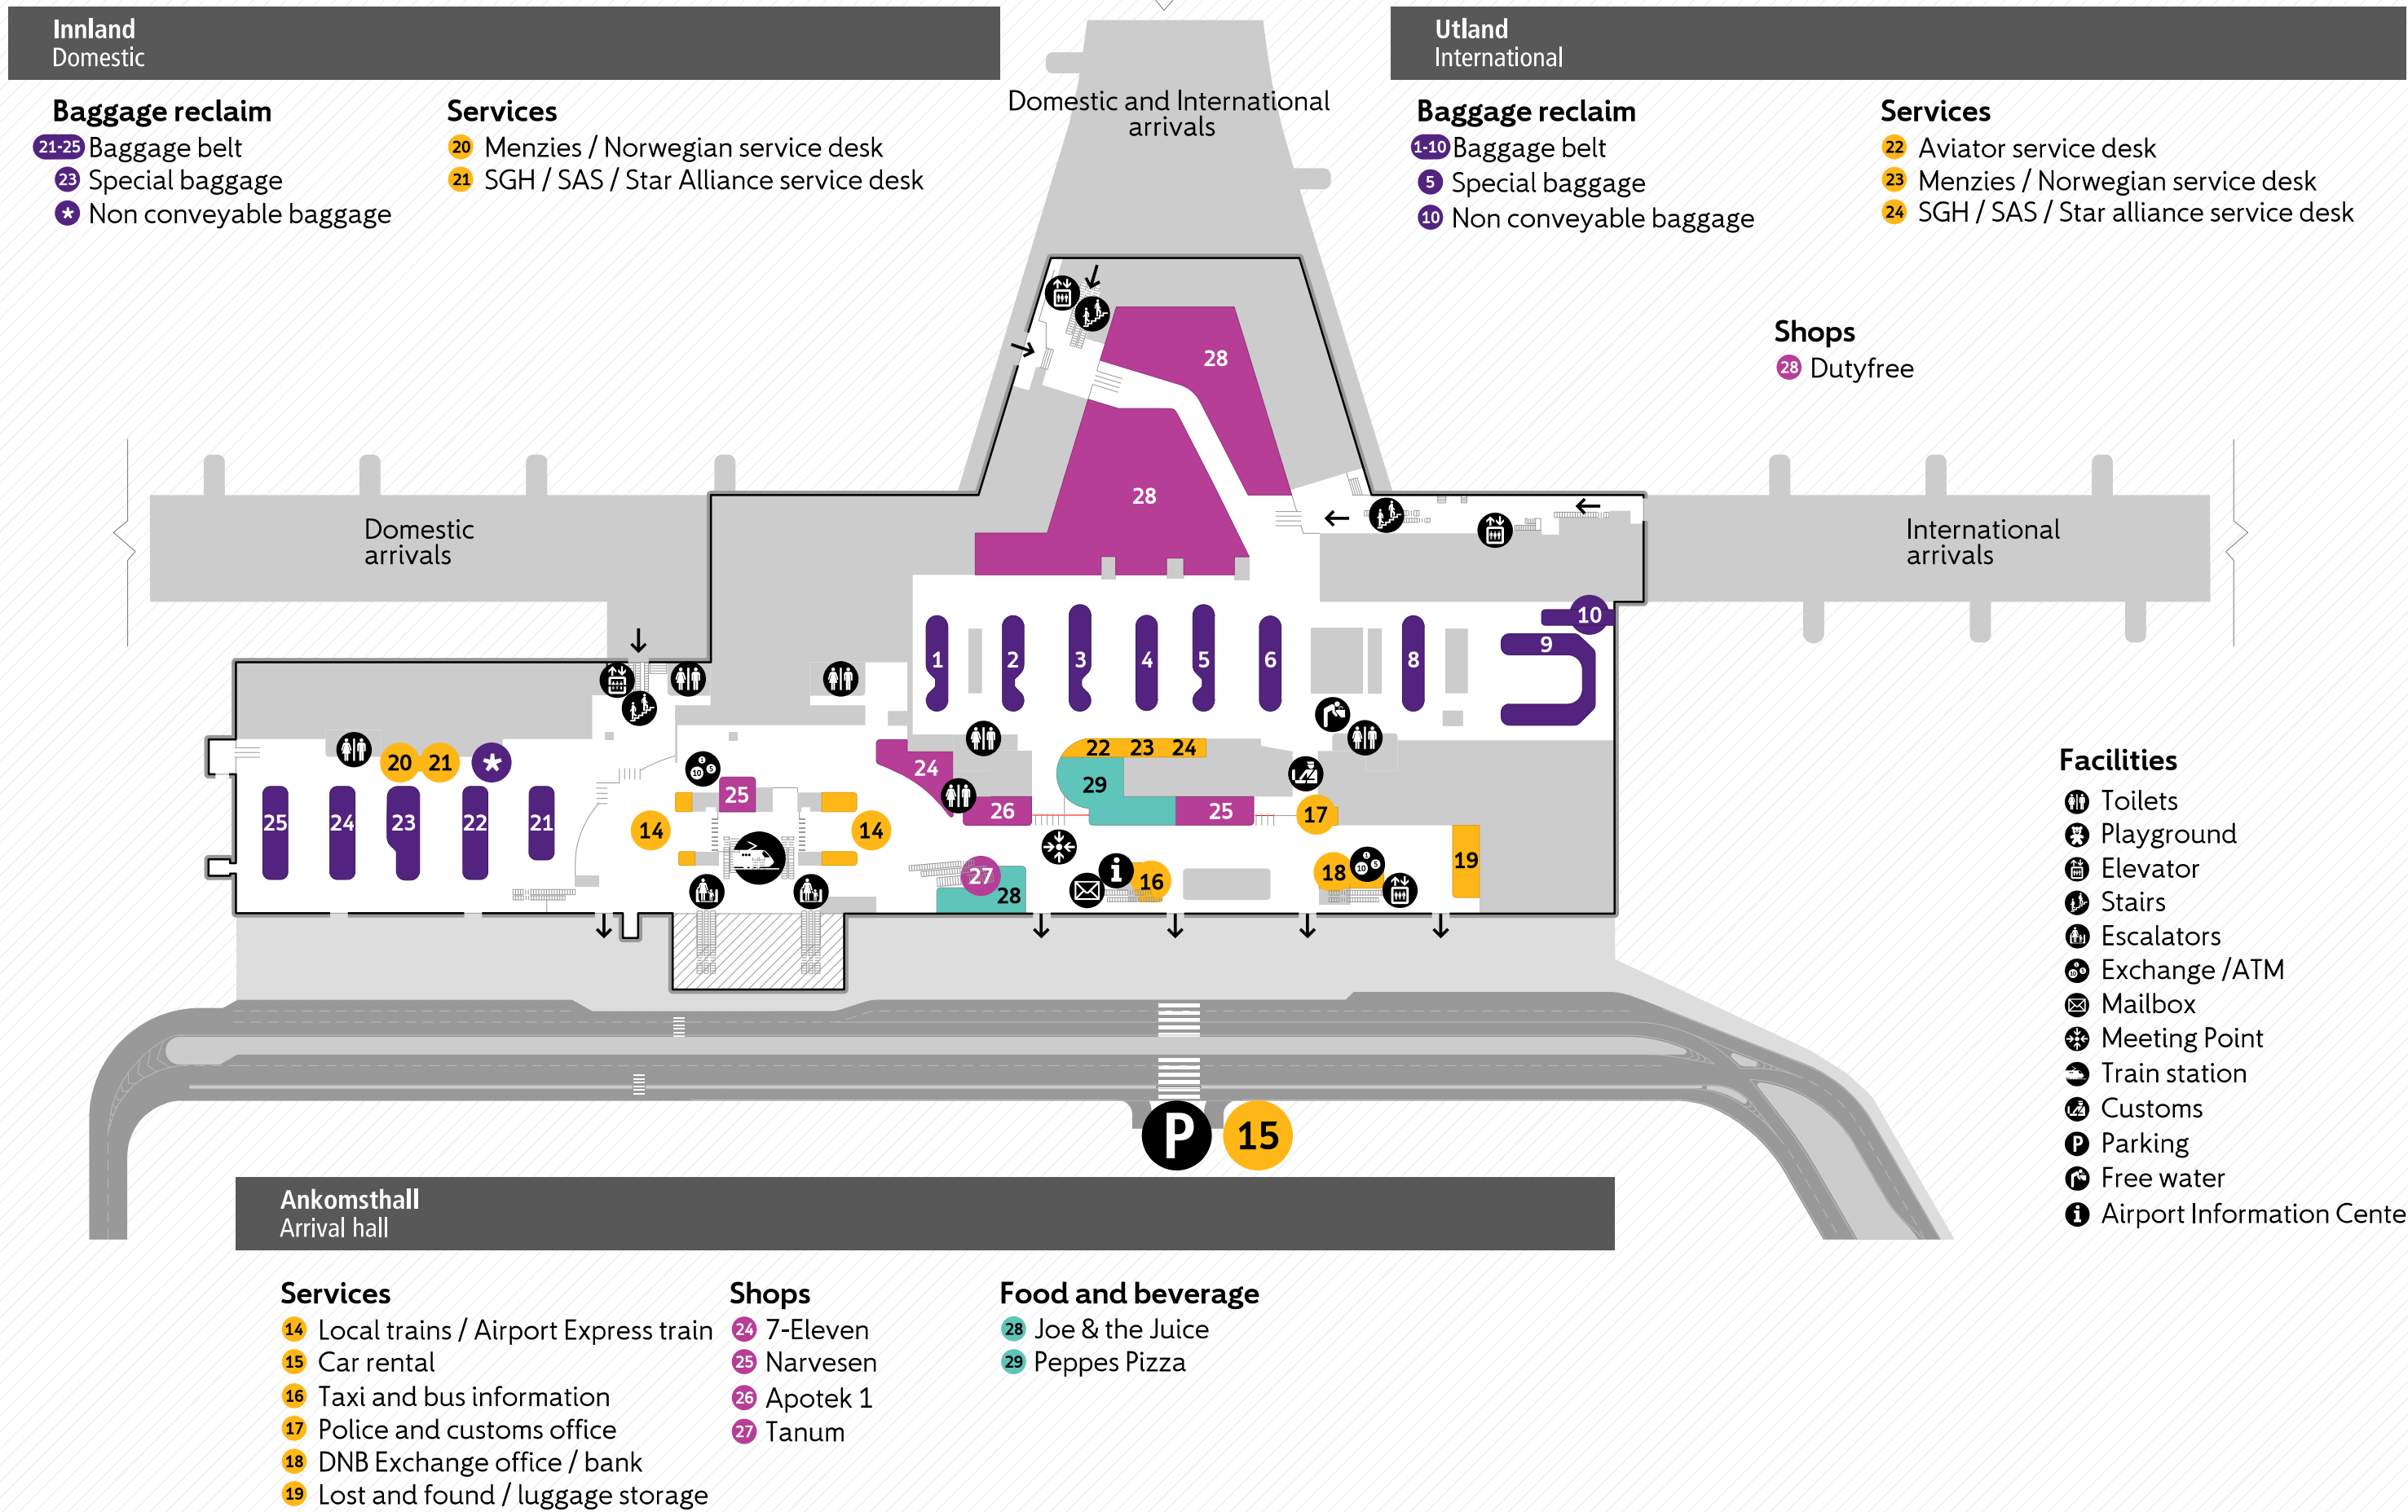 Innland
Domestic
Utland
International
Baggage reclaim
21-25 Baggage belt
23 Special baggage
* Non conveyable baggage
Services
20 Menzies / Norwegian service desk
21 SGH / SAS / Star Alliance service desk
Domestic and International
arrivals
Baggage reclaim
1-10 Baggage belt
5 Special baggage
10 Non conveyable baggage
Services
22 Aviator service desk
23 Menzies / Norwegian service desk
24 SGH / SAS / Star alliance service desk
Shops
28 Dutyfree
28
28
Domestic
arrivals
International
arrivals
10
1 2 3 4 5 6 8 9
20 21 *
22 23 24
24
29
25
26
25
17
25 24 23 22 21
14
14
27
28
16
18
19
P 15
Facilities
Toilets
Playground
Elevator
Stairs
Escalators
Exchange /ATM
Mailbox
Meeting Point
Train station
Customs
P Parking
Free water
i Airport Information Cente
Ankomsthall
Arrival hall
Services
14 Local trains / Airport Express train
15 Car rental
16 Taxi and bus information
17 Police and customs office
18 DNB Exchange office / bank
19 Lost and found / luggage storage
Shops
24 7-Eleven
25 Narvesen
26 Apotek 1
27 Tanum
Food and beverage
28 Joe & the Juice
29 Peppes Pizza